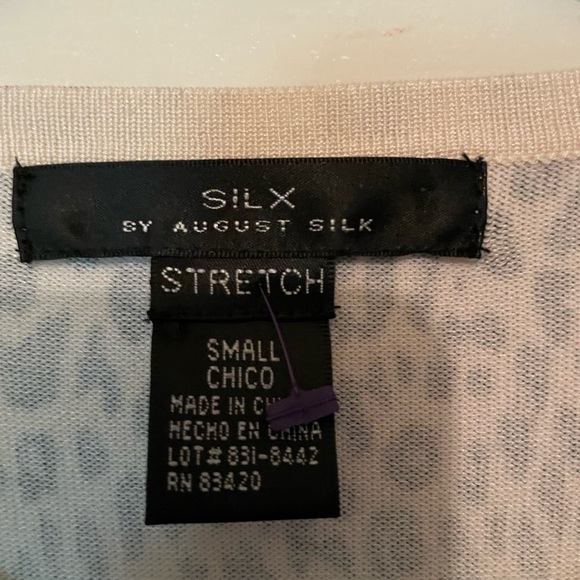 SiLX
BY AUGUST SILK
STRETCH
SMALL
CHICO
MADE IN
HECHO EN CHINA
LOT# 831-8442
RN 83420